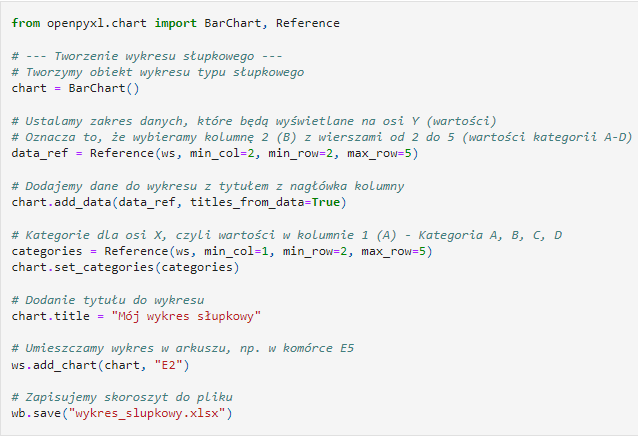 from openpyxl.chart import BarChart, Reference
# --- Tworzenie wykresu słupkowego ---
# Tworzymy obiekt wykresu typu słupkowego
chart = BarChart()
# Ustalamy zakres danych, które będą wyświetlane na osi Y (wartości)
# Oznacza to, że wybieramy kolumnę 2 (B) z wierszami od 2 do 5 (wartości kategorii A-D)
data_ref = Reference(ws, min_col=2, min_row=2, max_row=5)
# Dodajemy dane do wykresu z tytułem z nagłówka kolumny
chart.add_data(data_ref, titles_from_data=True)
# Kategorie dla osi X, czyli wartości w kolumnie 1 (A) - Kategoria A, B, C, D
categories = Reference(ws, min_col=1, min_row=2, max_row=5)
chart.set_categories(categories)
# Dodanie tytułu do wykresu
chart.title = "Mój wykres słupkowy"
# Umieszczamy wykres w arkuszu, np. w komórce E5
ws.add_chart(chart, "E2")
# Zapisujemy skoroszyt do pliku
wb.save("wykres_slupkowy.xlsx")